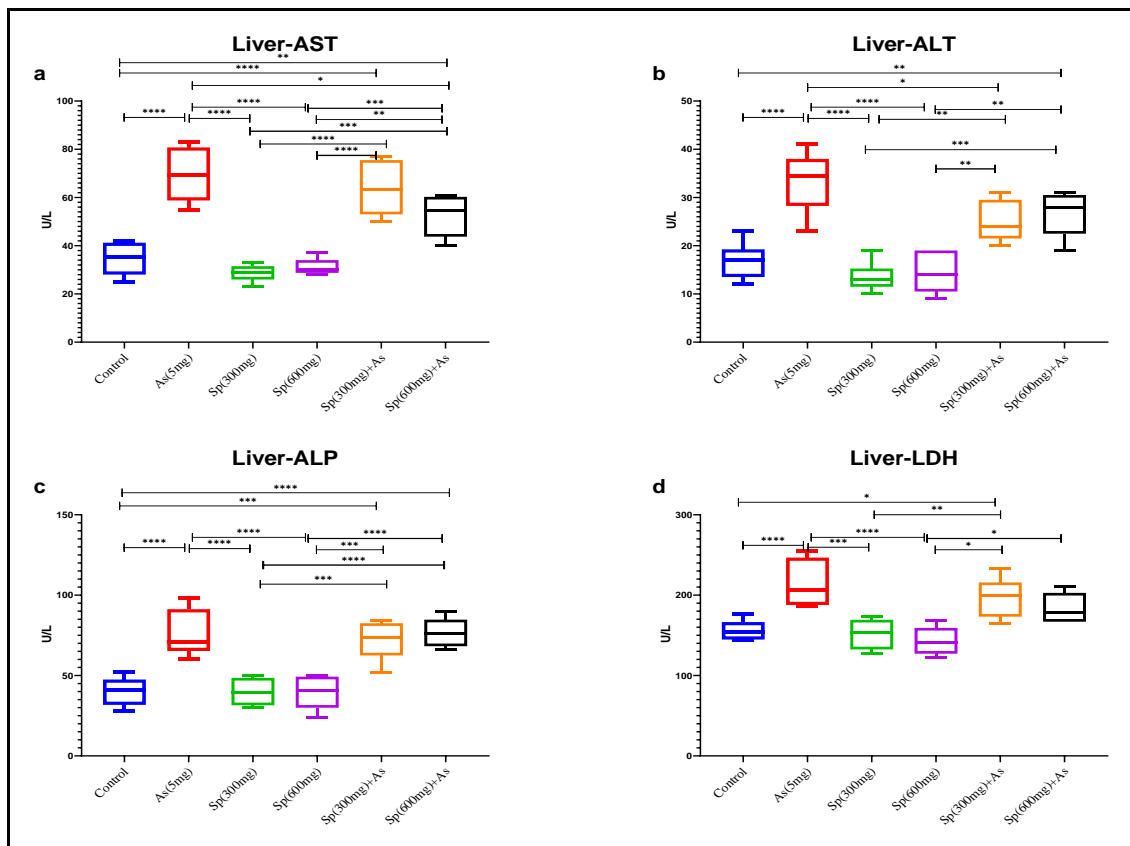 Liver-AST
a
**
****
*
****
****
****
***
**
***
****
****
100
80
60
40
20
0
U/L
Control
As(5mg)
Sp(300mg)
Sp(600mg)
Sp(300mg)+As
Sp(600mg)+As
Liver-ALT
b
**
*
****
****
****
**
**
***
**
50
40
30
20
10
0
U/L
Control
As(5mg)
Sp(300mg)
Sp(600mg)
Sp(300mg)+As
Sp(600mg)+As
Liver-ALP
c
****
***
****
****
****
****
***
****
***
150
100
50
0
U/L
Control
As(5mg)
Sp(300mg)
Sp(600mg)
Sp(300mg)+As
Sp(600mg)+As
Liver-LDH
d
*
**
****
****
***
*
*
300
200
100
0
U/L
Control
As(5mg)
Sp(300mg)
Sp(600mg)
Sp(300mg)+As
Sp(600mg)+As